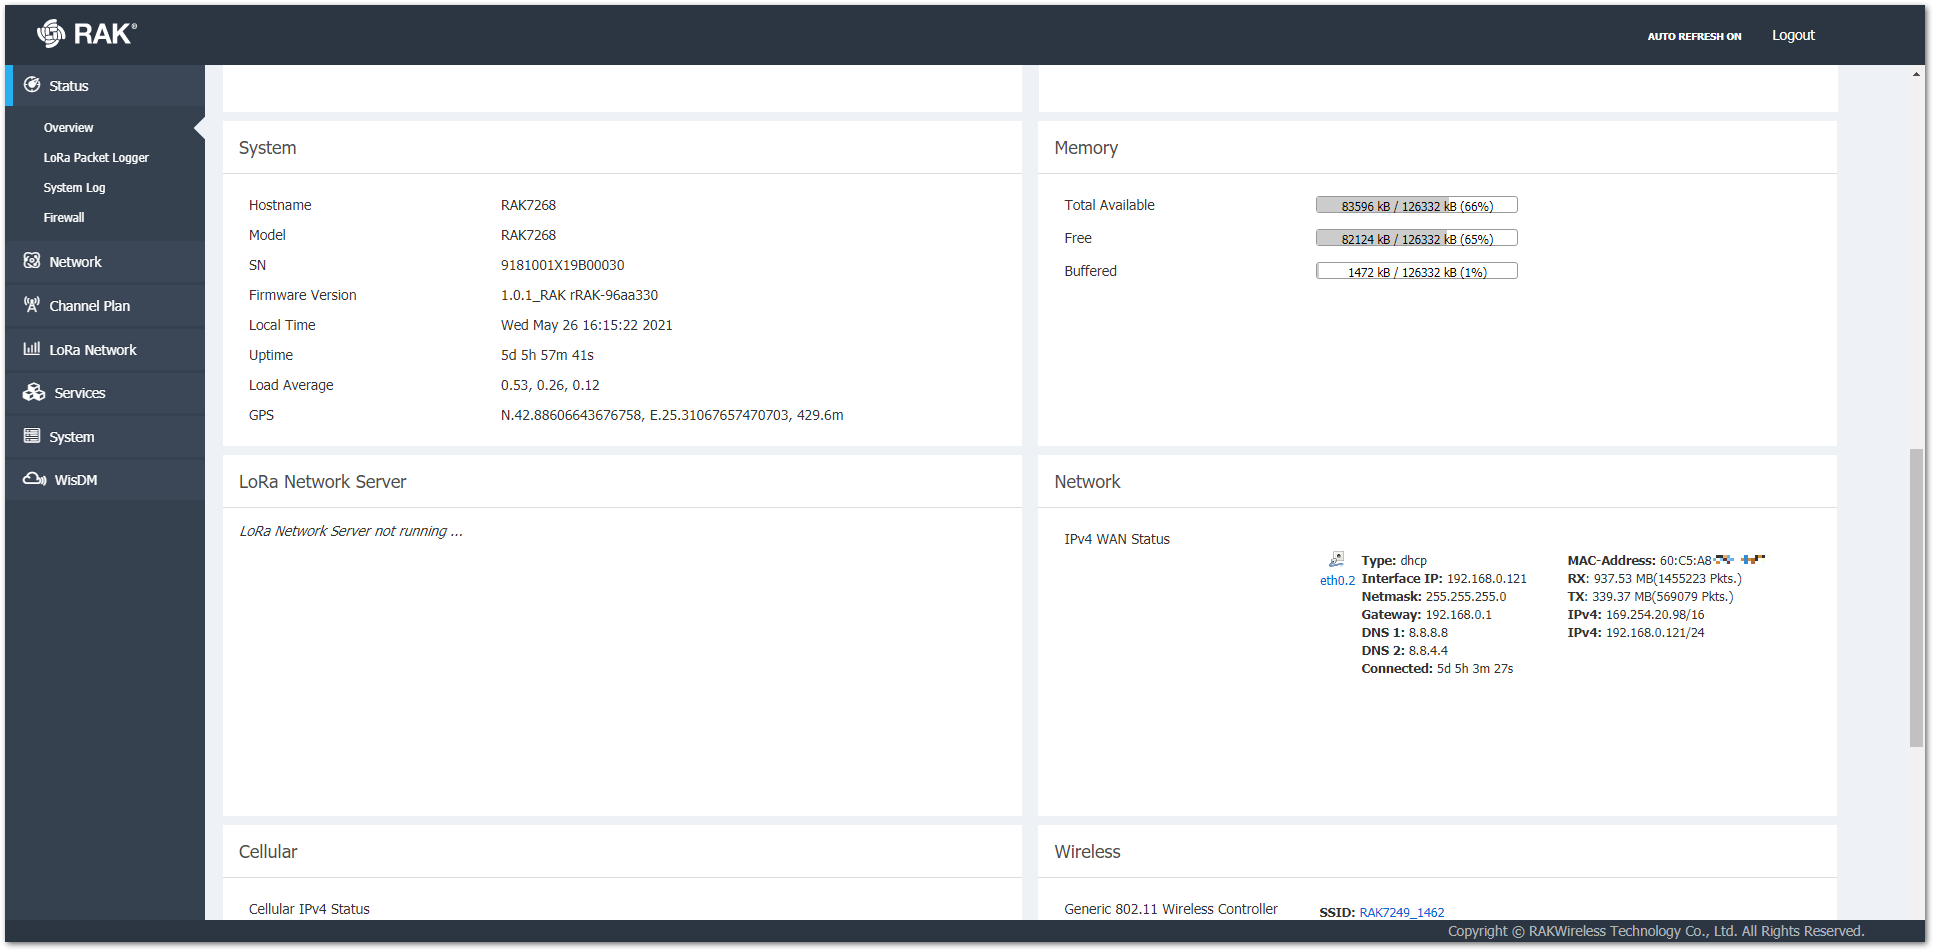 RAK®
AUTO REFRESH ON
Logout
Status
Overview
LoRa Packet Logger
System Log
Firewall
Network
Channel Plan
LoRa Network
Services
System
WisDM
System
Hostname RAK7268
Model RAK7268
SN 9181001X19B00030
Firmware Version 1.0.1_RAK rRAK-96aa330
Local Time Wed May 26 16:15:22 2021
Uptime 5d 5h 57m 41s
Load Average 0.53, 0.26, 0.12
GPS N.42.88606643676758, E.25.31067657470703, 429.6m
Memory
Total Available 83596 kB / 126332 kB (66%)
Free 82124 kB / 126332 kB (65%)
Buffered 1472 kB / 126332 kB (1%)
LoRa Network Server
LoRa Network Server not running ...
Network
IPv4 WAN Status
eth0.2
Type: dhcp
Interface IP: 192.168.0.121
Netmask: 255.255.255.0
Gateway: 192.168.0.1
DNS 1: 8.8.8.8
DNS 2: 8.8.4.4
Connected: 5d 5h 3m 27s
MAC-Address: 60:C5:A8
RX: 937.53 MB(1455223 Pkts.)
TX: 339.37 MB(569079 Pkts.)
IPv4: 169.254.20.98/16
IPv4: 192.168.0.121/24
Cellular
Cellular IPv4 Status
Wireless
Generic 802.11 Wireless Controller
SSID: RAK7249_1462
Copyright © RAKWireless Technology Co., Ltd. All Rights Reserved.